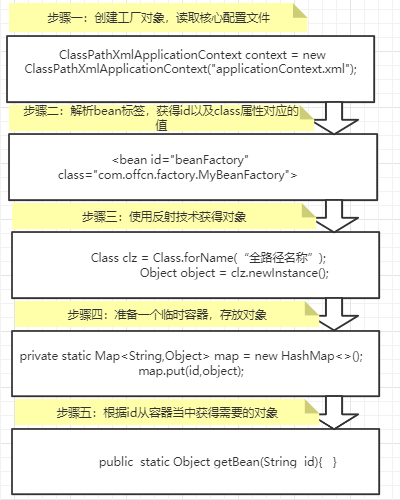 步骤一：创建工厂对象，读取核心配置文件
ClassPathXmlApplicationContext context = new
ClassPathXmlApplicationContext("applicationContext.xml");
步骤二：解析bean标签，获得id以及class属性对应的
值
<bean id="beanFactory"
class="com.offcn.factory.MyBeanFactory">
步骤三：使用反射技术获得对象
Class clz = Class.forName(“全路径名称”);
Object object = clz.newInstance();
步骤四：准备一个临时容器，存放对象
private static Map<String,Object> map = new HashMap<>();
map.put(id,object);
步骤五：根据id从容器当中获得需要的对象
public static Object getBean(String id){ }